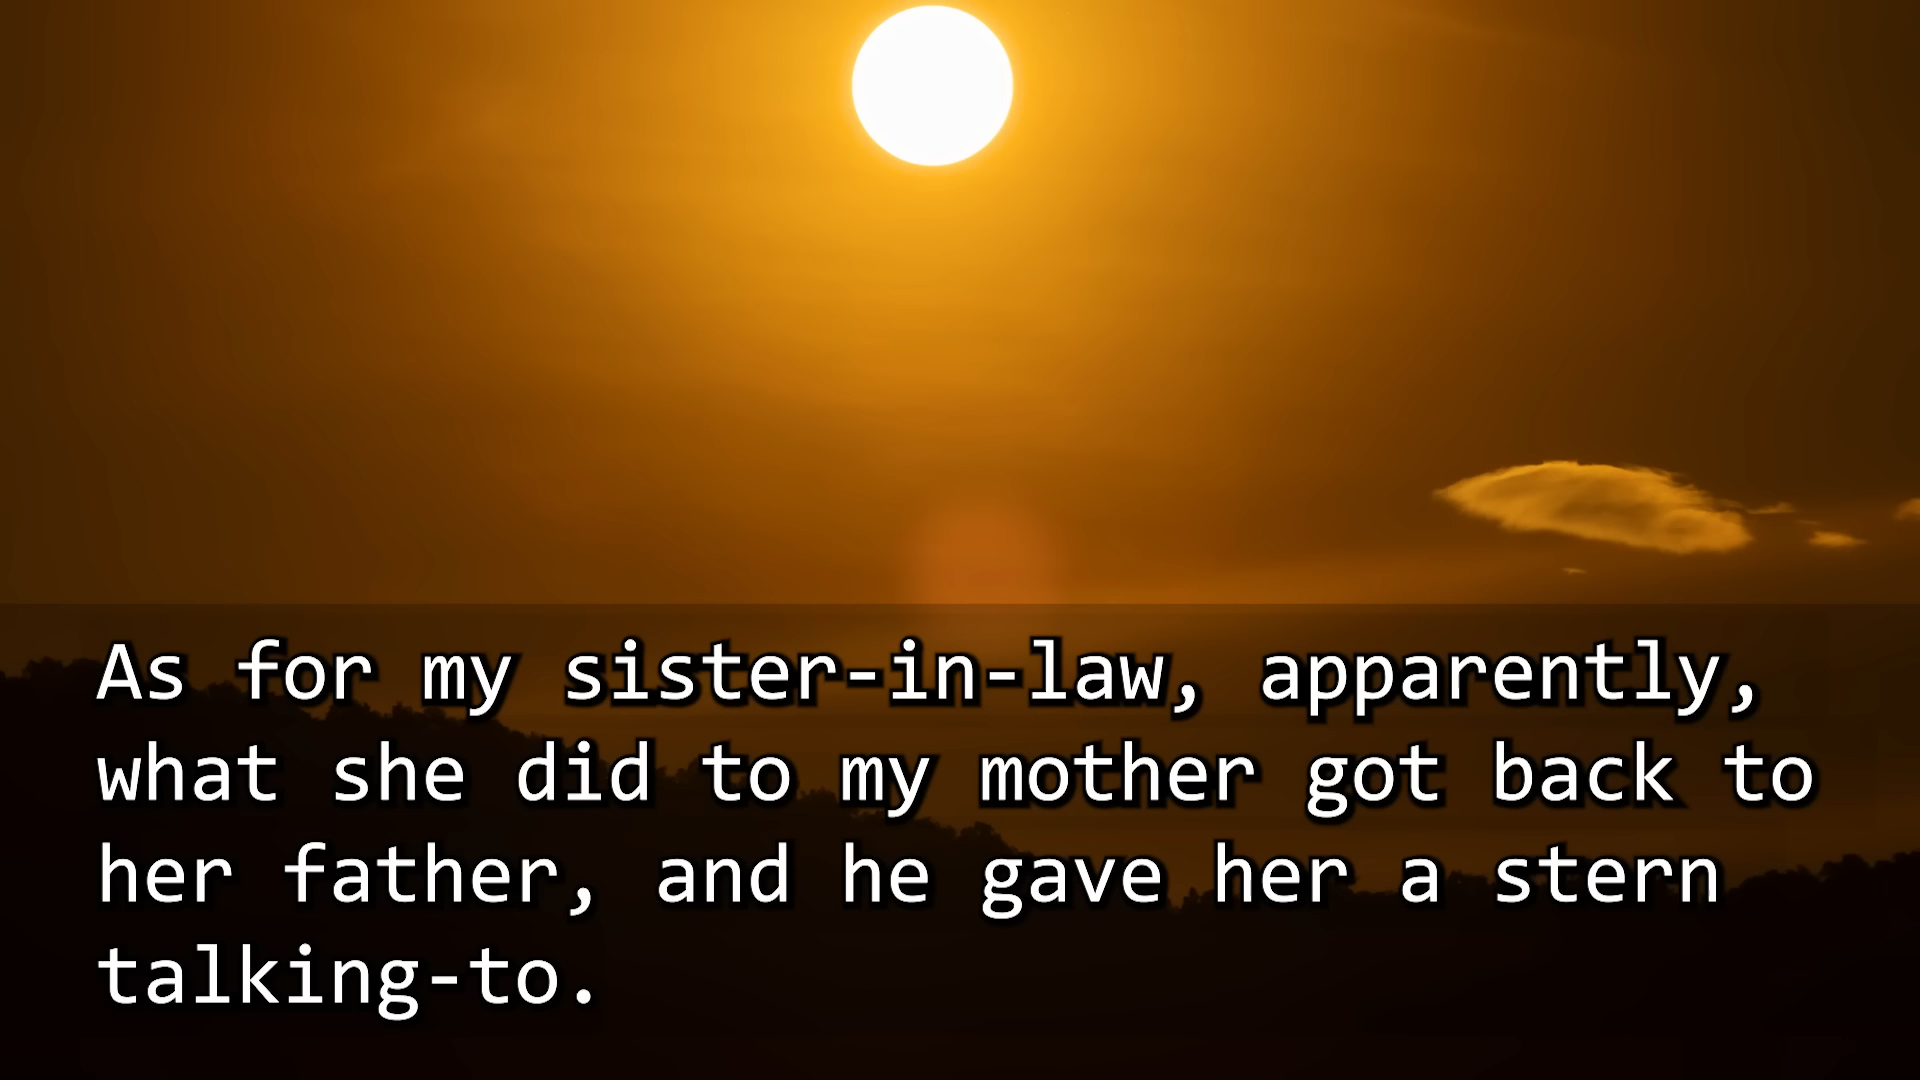 As for my sister-in-law, apparently,
what she did to my mother got back to
her father, and he gave her a stern
talking-to.